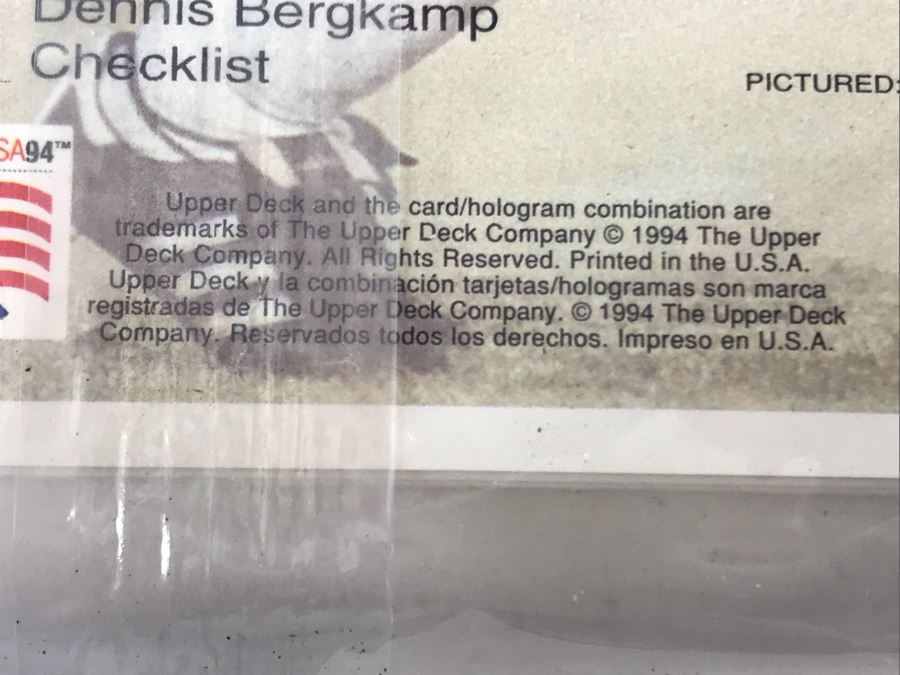 Dennis Bergkamp
Checklist
PICTURED:
SA94™
Upper Deck and the card/hologram combination are
trademarks of The Upper Deck Company © 1994 The Upper
Deck Company. All Rights Reserved. Printed in the U.S.A.
Upper Deck y la combinación tarjetas/hologramas son marca
registradas de The Upper Deck Company. © 1994 The Upper Deck
Company. Reservados todos los derechos. Impreso en U.S.A.